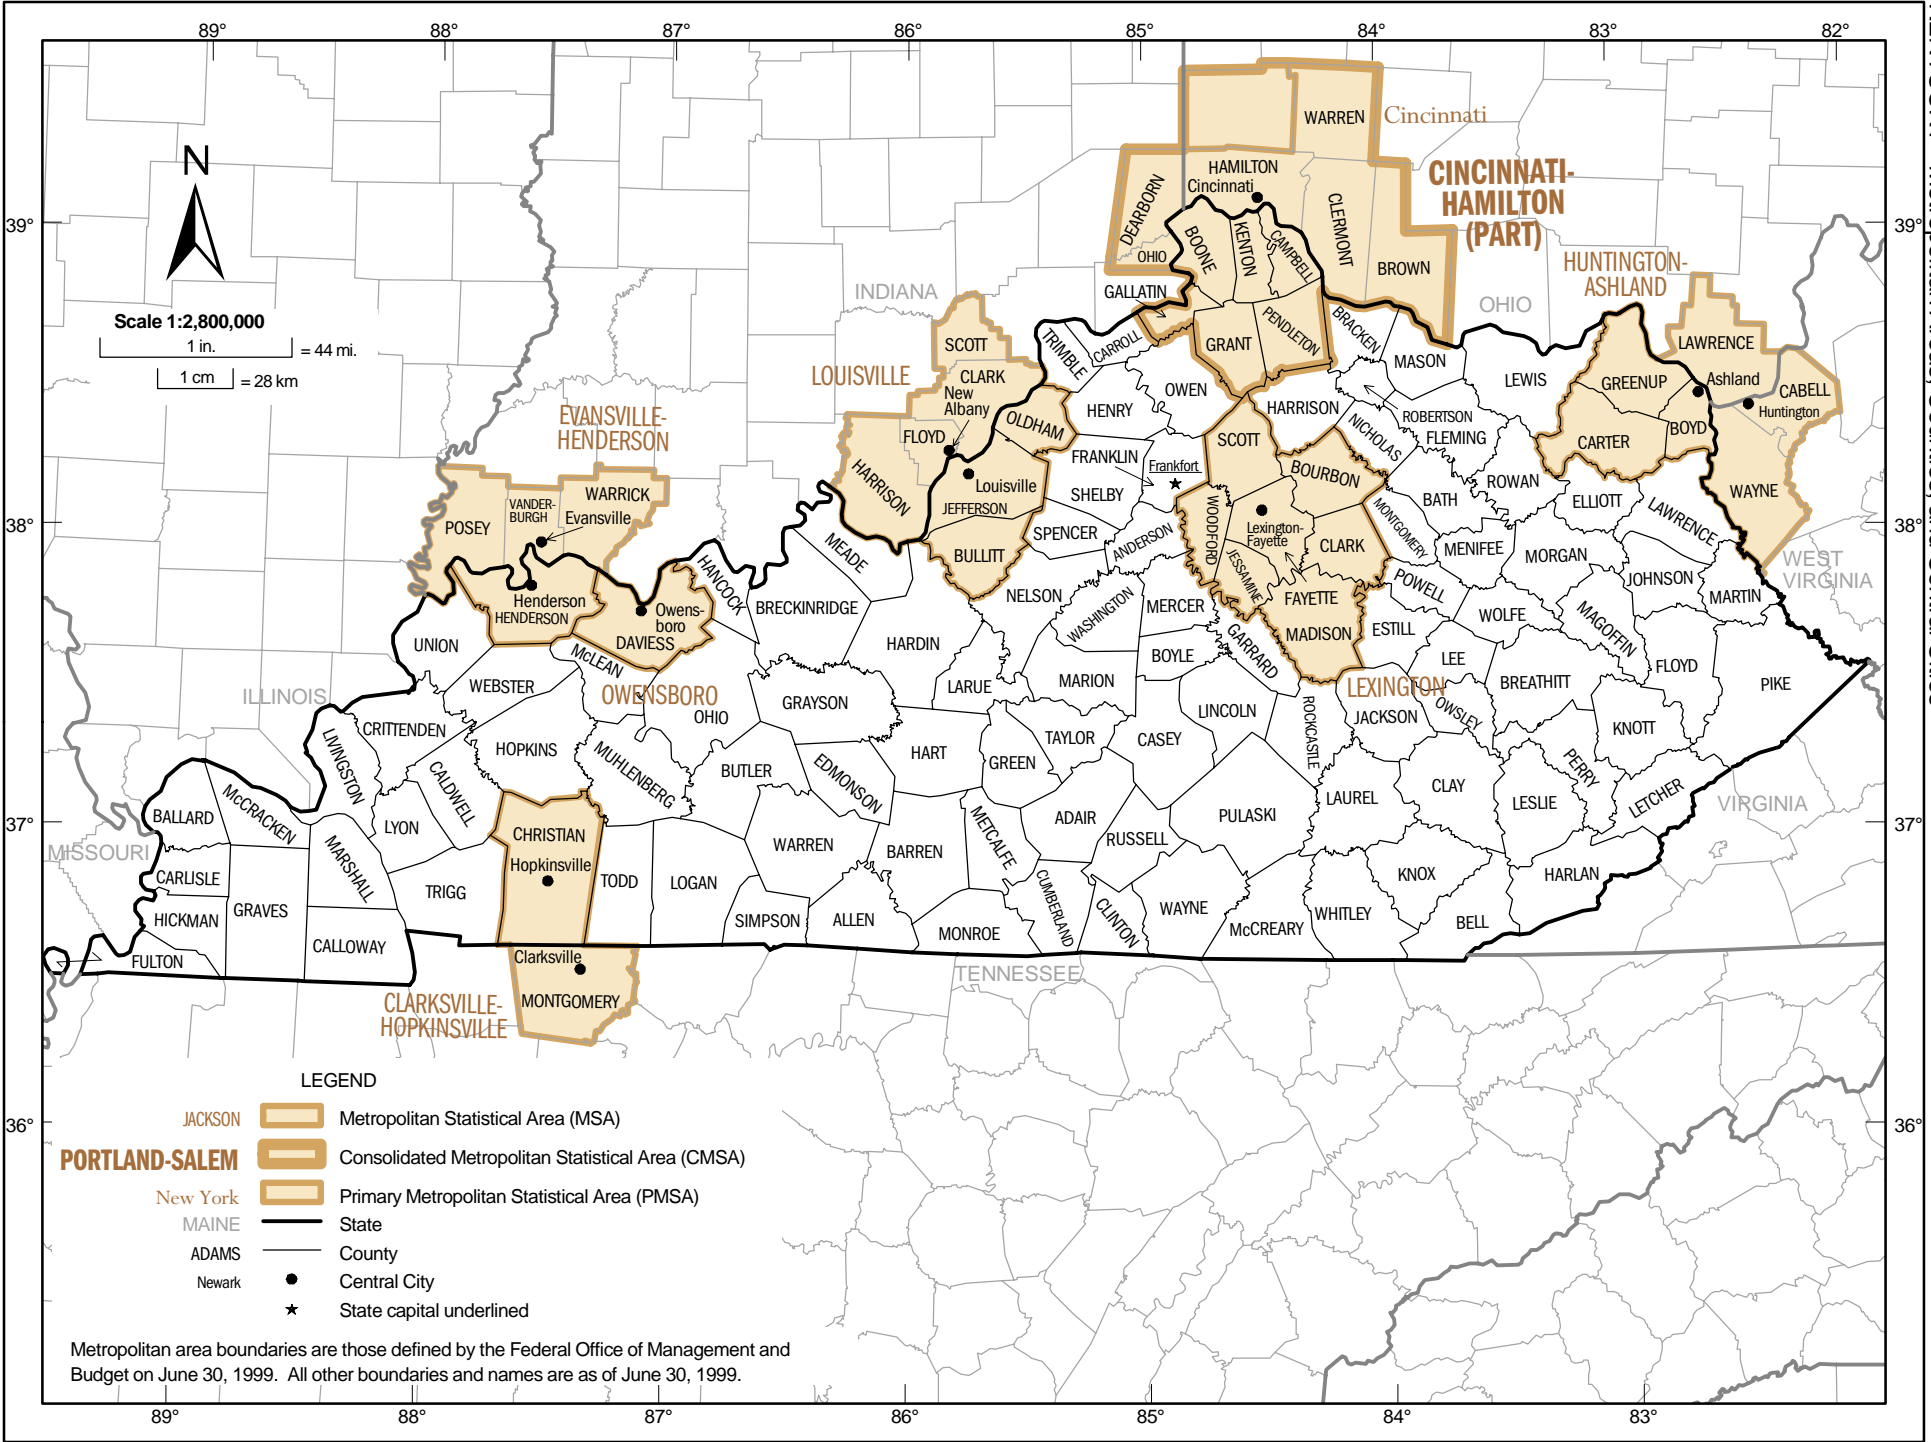 89°
88°
87°
86°
85°
84°
83°
82°
WARREN
Cincinnati
N
HAMILTON
Cincinnati
CINCINNATI-
HAMILTON
(PART)
DEARBORN
CLERMONT
39°
39°
BOONE
KENTON
CAMPBELL
OHIO
BROWN
HUNTINGTON-
ASHLAND
INDIANA
GALLATIN
OHIO
Scale 1:2,800,000
1 in.
= 44 mi.
1 cm
= 28 km
SCOTT
TRIMBLE
CARROLL
GRANT
PENDLETON
BRACKEN
MASON
LAWRENCE
LOUISVILLE
CLARK
New
Albany
OWEN
LEWIS
GREENUP
Ashland
CABELL
Huntington
EVANSVILLE-
HENDERSON
HENRY
HARRISON
ROBERTSON
NICHOLAS
FLEMING
FLOYD
OLDHAM
SCOTT
CARTER
BOYD
FRANKLIN
Frankfort
BOURBON
HARRISON
Louisville
JEFFERSON
SHELBY
ROWAN
ELLIOTT
WAYNE
WARRICK
VANDER-
BURGH
Evansville
POSEY
BATH
LAWRENCE
38°
38°
SPENCER
ANDERSON
WOODFORD
Lexington-
Fayette
CLARK
MONTGOMERY
MENIFEE
MORGAN
WEST
VIRGINIA
MEADE
BULLITT
JESSAMINE
FAYETTE
POWELL
JOHNSON
MARTIN
HANCOCK
BRECKINRIDGE
NELSON
WASHINGTON
MERCER
WOLFE
MAGOFFIN
Henderson
HENDERSON
Owens-
boro
DAVIESS
GARRARD
MADISON
ESTILL
UNION
McLEAN
HARDIN
BOYLE
LEE
FLOYD
ILLINOIS
WEBSTER
OWENSBORO
OHIO
GRAYSON
LARUE
MARION
LEXINGTON
BREATHITT
PIKE
CRITTENDEN
LINCOLN
ROCKCASTLE
JACKSON
OWSLEY
KNOTT
LIVINGSTON
HOPKINS
MUHLENBERG
BUTLER
EDMONSON
HART
GREEN
TAYLOR
CASEY
PERRY
CALDWELL
CLAY
LESLIE
LETCHER
VIRGINIA
BALLARD
McCRACKEN
LYON
LAUREL
37°
37°
MISSOURI
CHRISTIAN
Hopkinsville
WARREN
BARREN
METCALFE
ADAIR
RUSSELL
PULASKI
MARSHALL
CARLISLE
TRIGG
TODD
LOGAN
KNOX
HARLAN
HICKMAN
GRAVES
SIMPSON
ALLEN
MONROE
CUMBERLAND
CLINTON
WAYNE
McCREARY
WHITLEY
BELL
CALLOWAY
FULTON
Clarksville
TENNESSEE
MONTGOMERY
CLARKSVILLE-
HOPKINSVILLE
LEGEND
JACKSON
Metropolitan Statistical Area (MSA)
36°
36°
PORTLAND-SALEM
Consolidated Metropolitan Statistical Area (CMSA)
New York
Primary Metropolitan Statistical Area (PMSA)
MAINE
State
ADAMS
County
Newark
Central City
State capital underlined
Metropolitan area boundaries are those defined by the Federal Office of Management and
Budget on June 30, 1999. All other boundaries and names are as of June 30, 1999.
89°
88°
87°
86°
85°
84°
83°